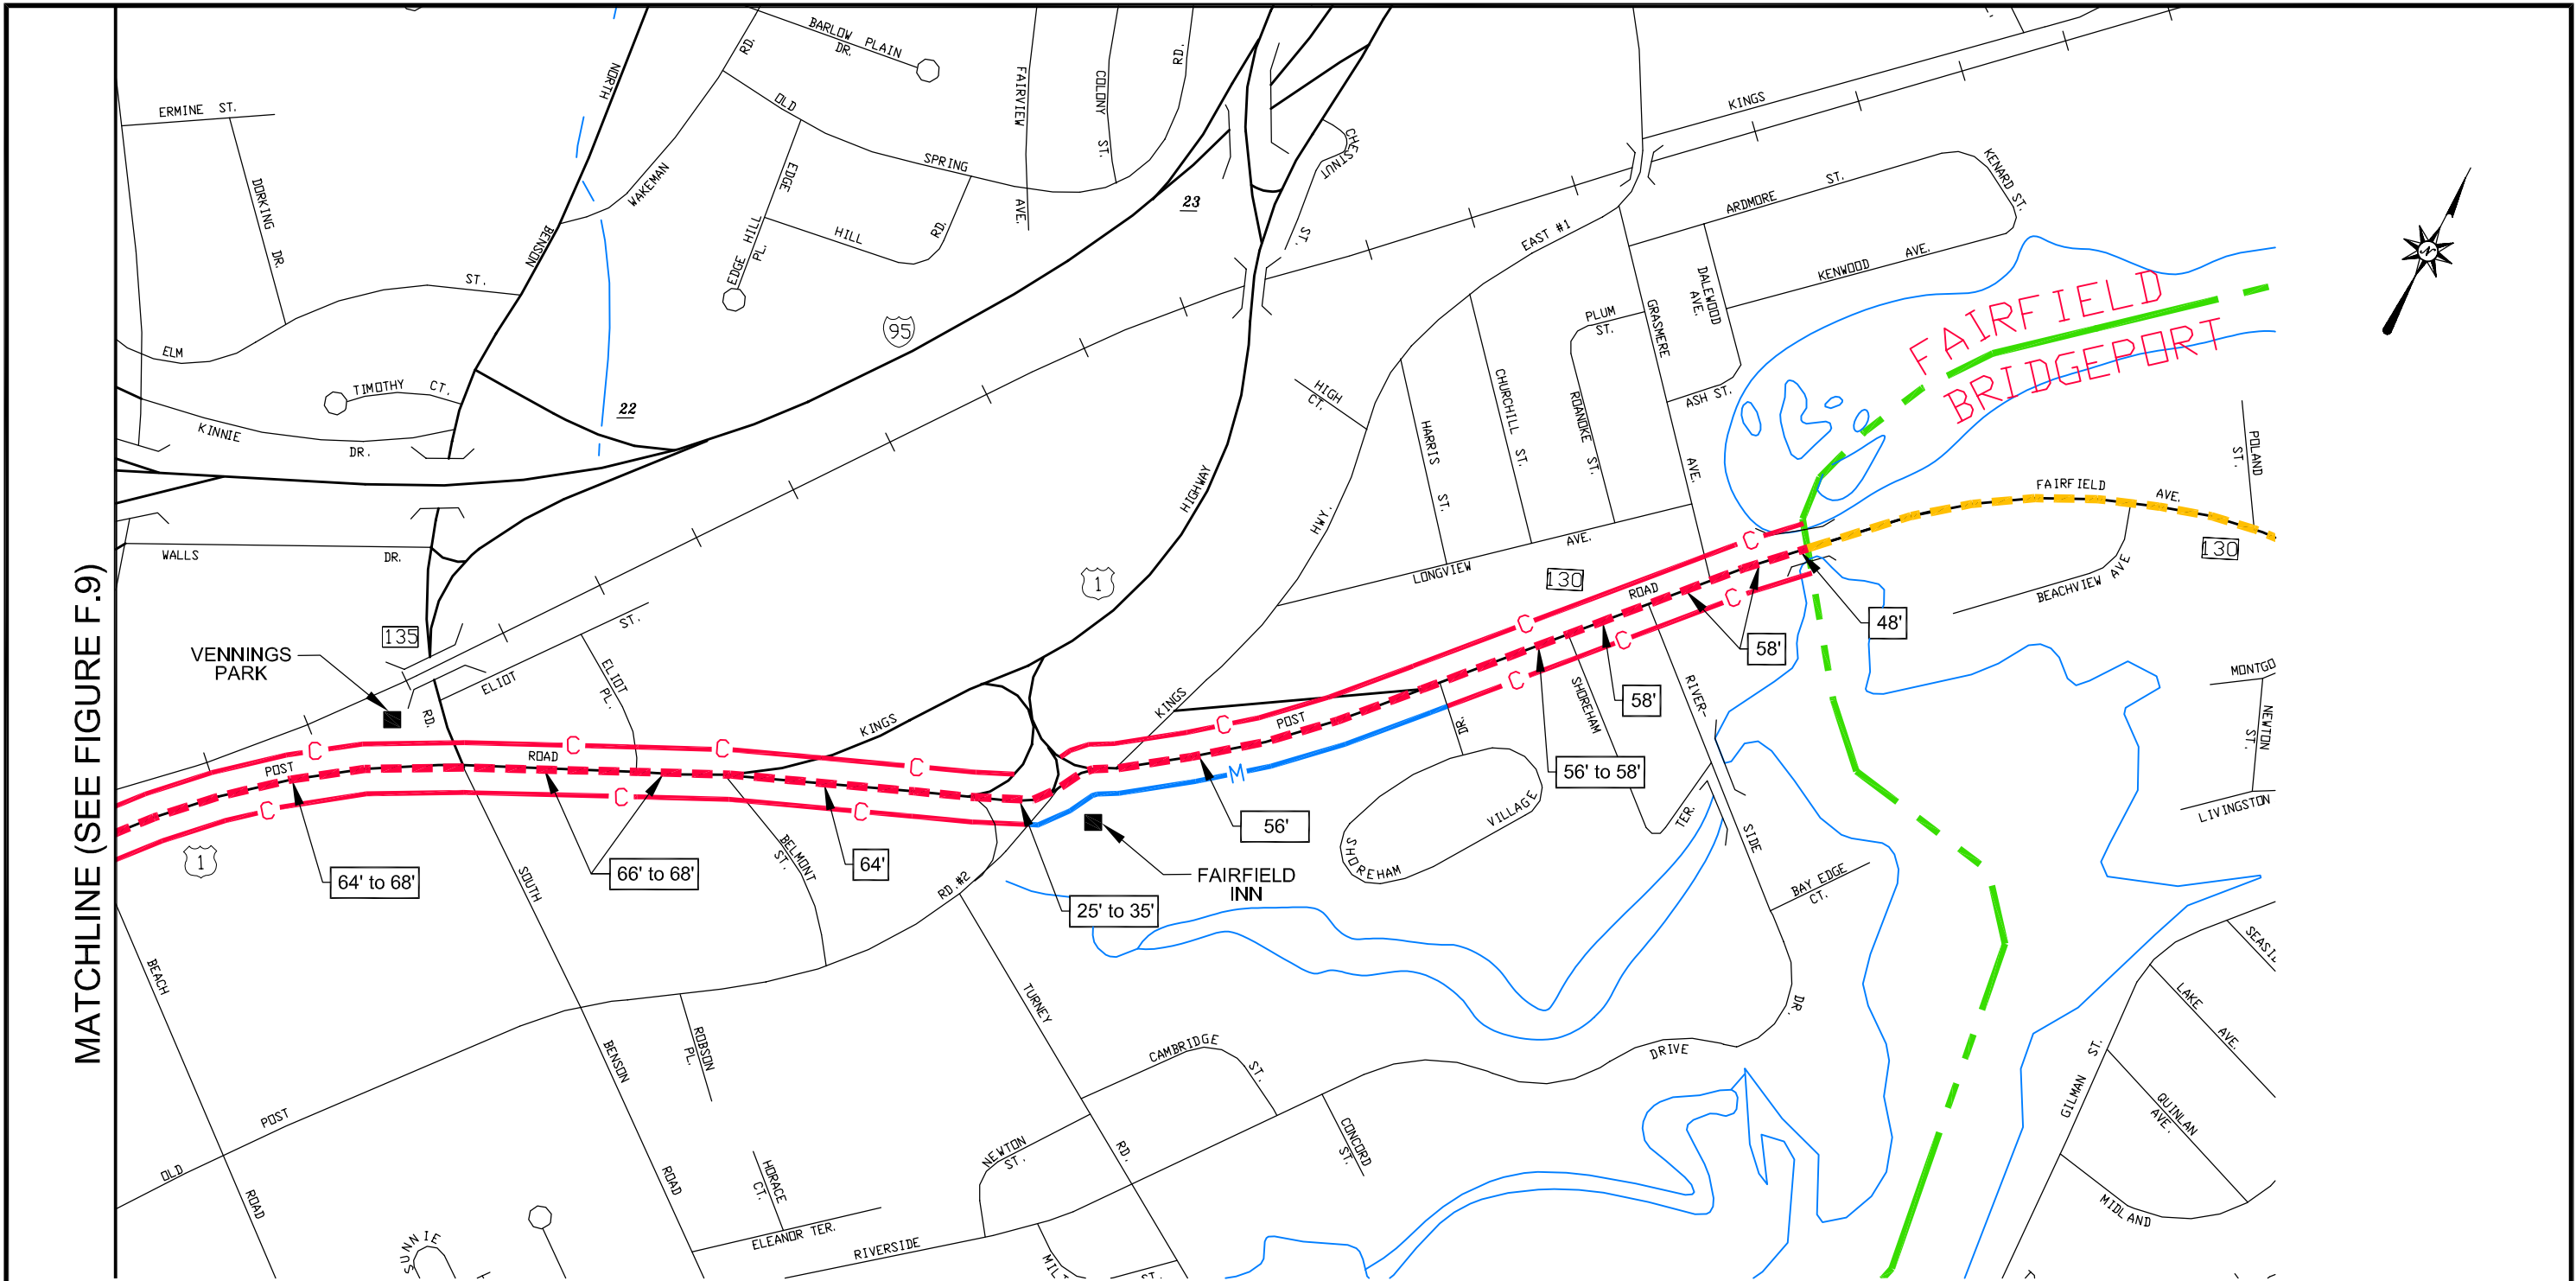 MATCHLINE (SEE FIGURE F.9)
ERMINE ST.
DORKING DR.
ELM ST.
TIMOTHY CT.
KINNIE DR.
WALLS DR.
NORTH BENSON
WAKEMAN RD.
BARLOW PLAIN DR.
OLD SPRING RD.
EDGE HILL PL.
EDGE HILL RD.
FAIRVIEW AVE.
COLONY ST.
22
23
95
CHESTNUT ST.
KINGS
EAST #1
ARDMORE ST.
KENARD ST.
KENWOOD AVE.
DALEWOOD AVE.
GRASMERE AVE.
PLUM ST.
ASH ST.
ROANOKE ST.
CHURCHILL ST.
HARRIS ST.
HIGH CT.
LONGVIEW AVE.
KINGS HWY.
KINGS HIGHWAY
FAIRFIELD
BRIDGEPORT
N
POLAND ST.
FAIRFIELD AVE.
130
130
BEACHVIEW AVE
MONTGO
NEWTON ST.
LIVINGSTON
135
1
1
VENNINGS
PARK
ELIOT ST.
ELIOT PL.
POST ROAD
POST ROAD
C
C
C
C
C
C
C
C
C
C
C
C
C
M
64' to 68'
66' to 68'
64'
25' to 35'
56'
56' to 58'
58'
58'
48'
FAIRFIELD
INN
SHOREHAM VILLAGE DR.
SHOREHAM TER.
RIVER-
SIDE DR.
BAY EDGE CT.
BELMONT ST.
RD. #2
SOUTH BENSON ROAD
RD.
BEACH ROAD
OLD POST
ROBSON PL.
HORACE CT.
ELEANOR TER.
SUNNIE
TURNEY RD.
CAMBRIDGE ST.
NEWTON ST.
CONCORD ST.
RIVERSIDE DRIVE
GILMAN ST.
LAKE AVE.
QUINLAN AVE.
MIDLAND
ST.